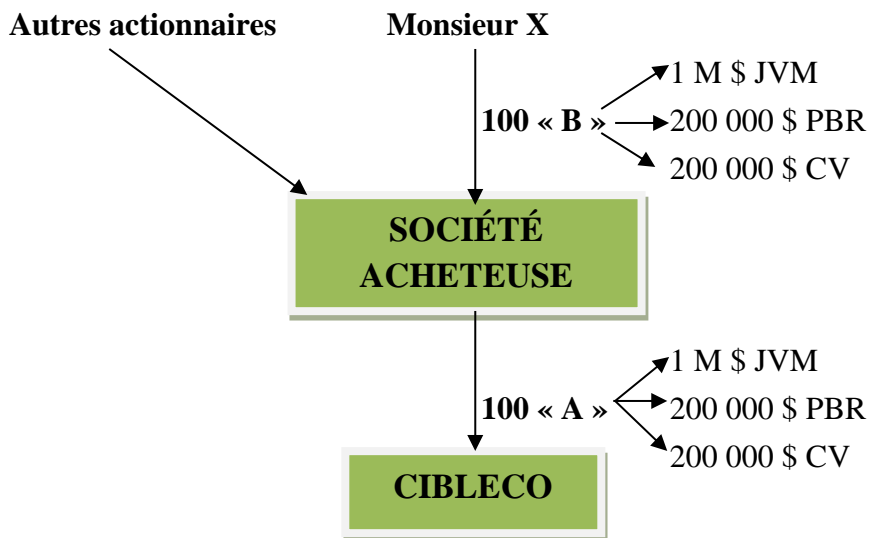 Autres actionnaires Monsieur X
1 M $ JVM
100 « B » 200 000 $ PBR
200 000 $ CV
SOCIÉTÉ
ACHETEUSE
1 M $ JVM
100 « A » 200 000 $ PBR
200 000 $ CV
CIBLECO